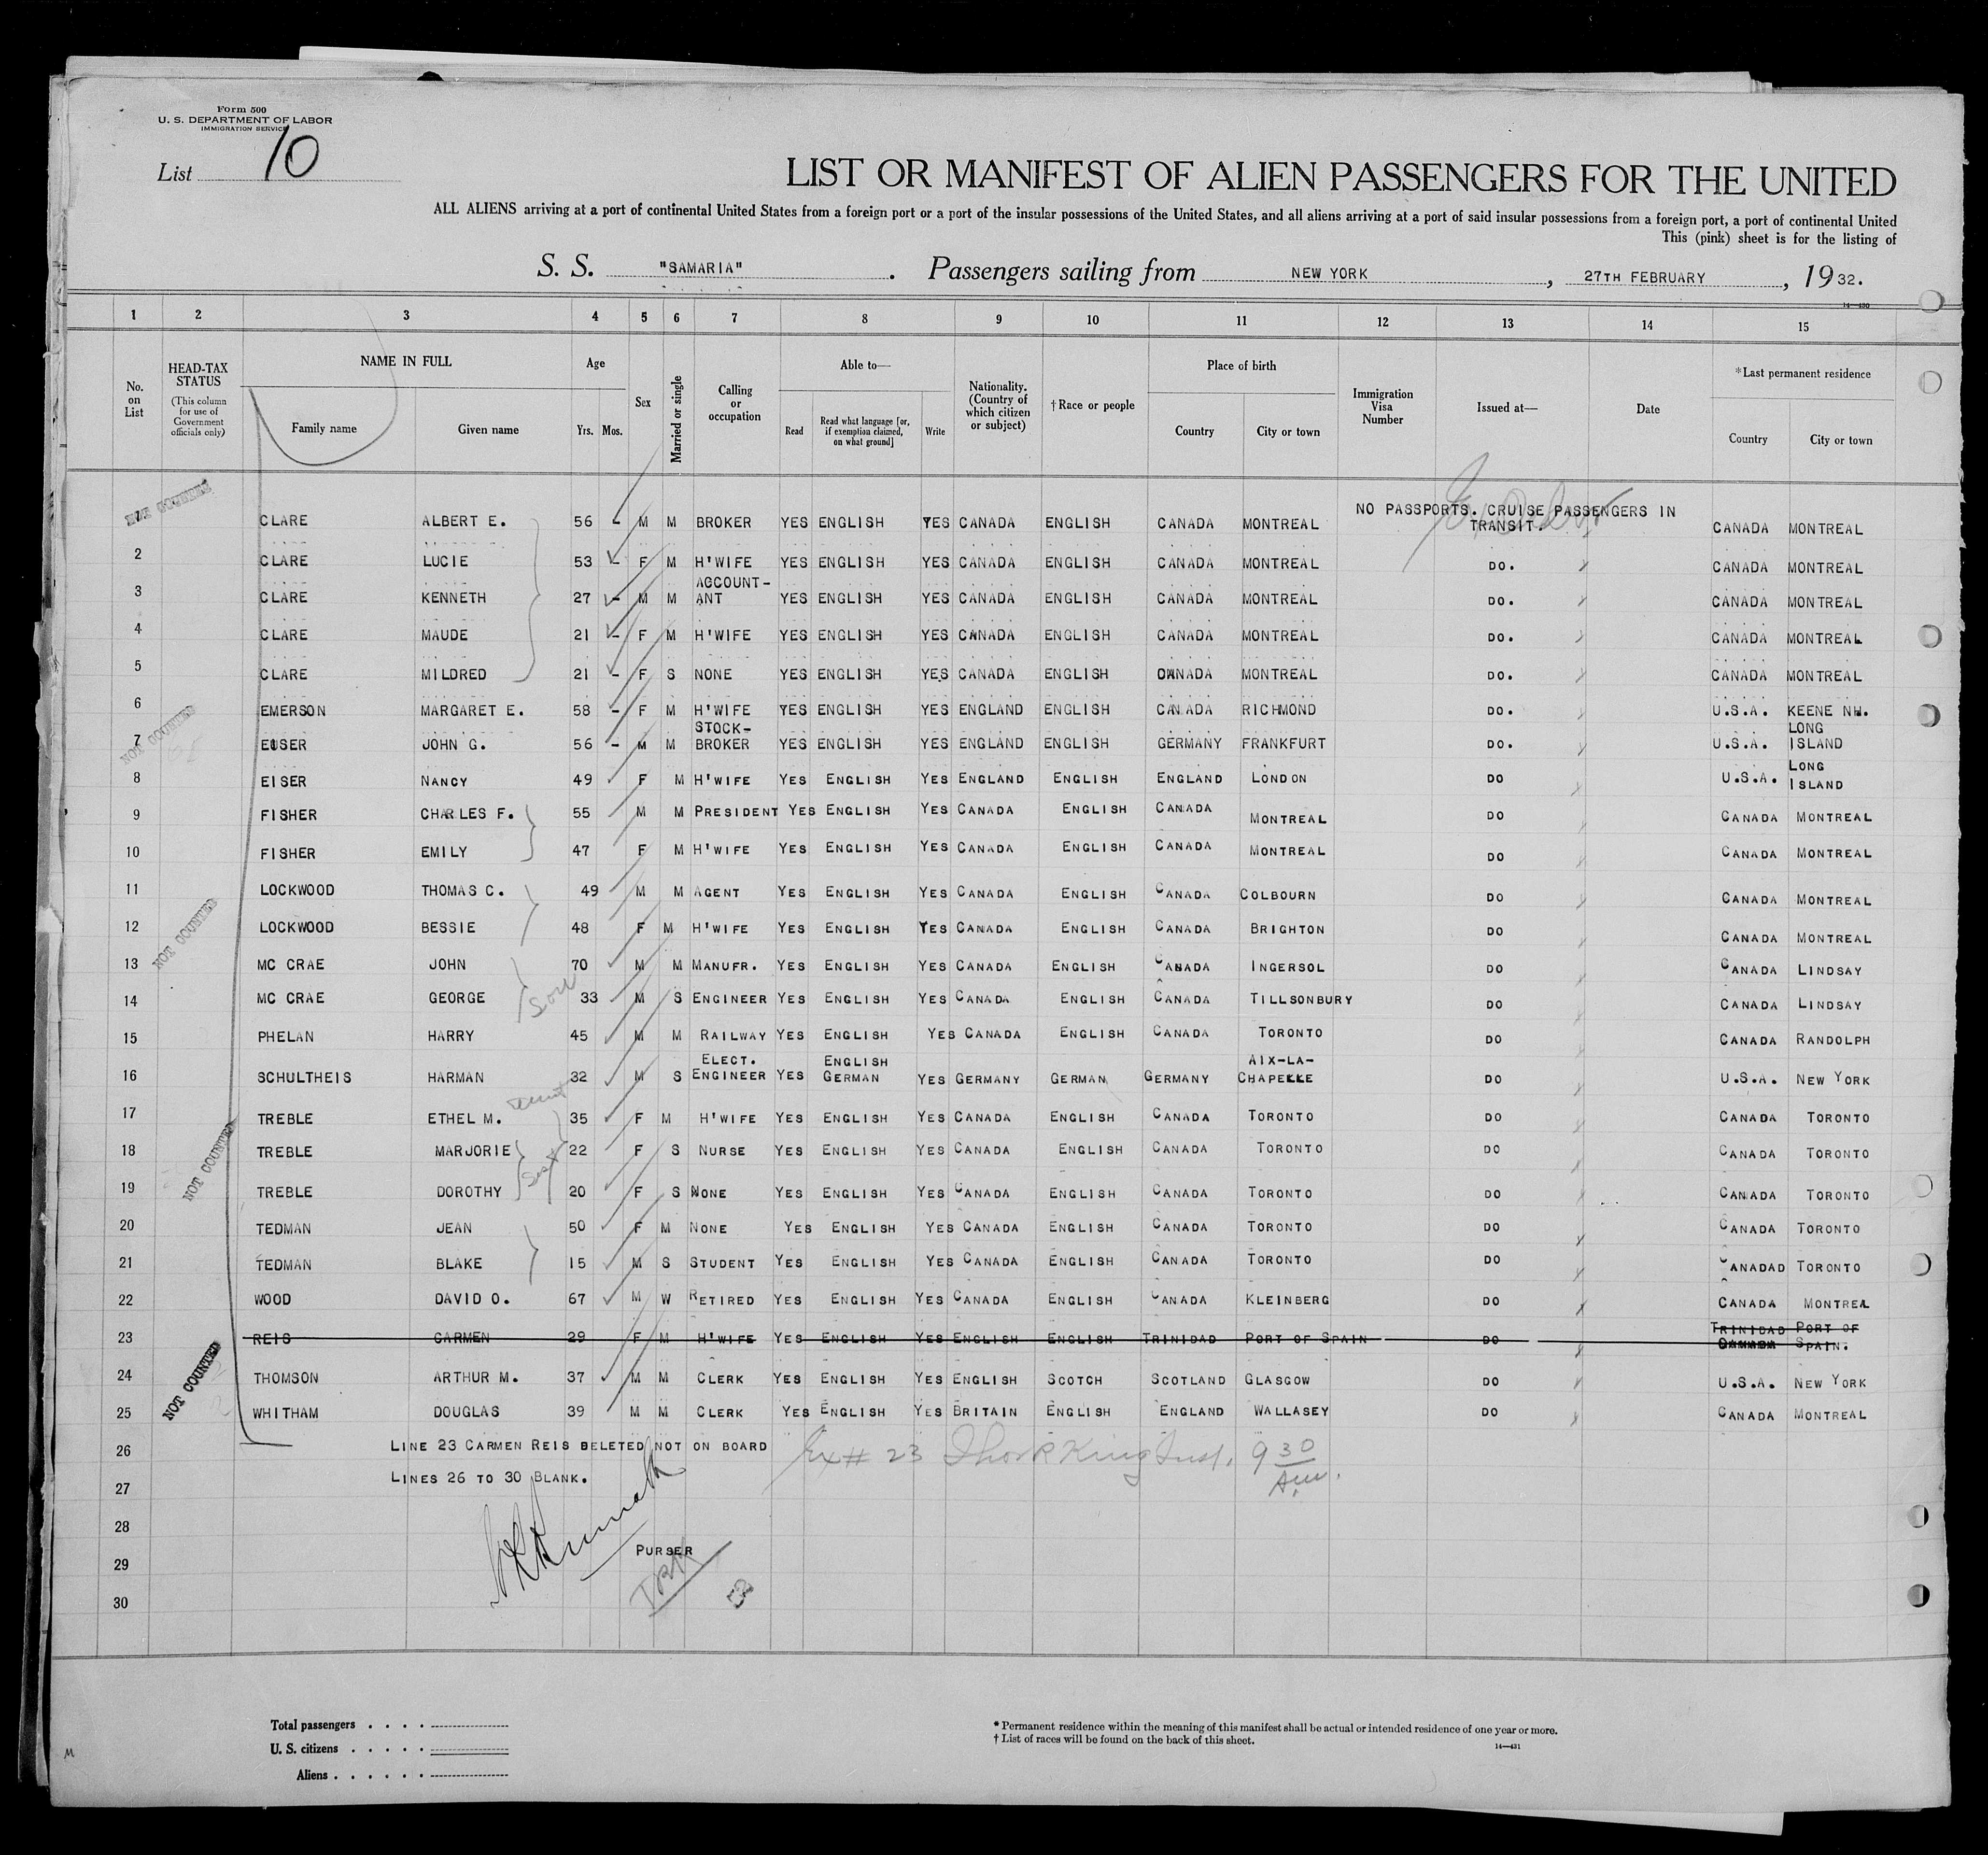 Form 500
U. S. DEPARTMENT OF LABOR
IMMIGRATION SERVICE
List 10
LIST OR MANIFEST OF ALIEN PASSENGERS FOR THE UNITED
ALL ALIENS arriving at a port of continental United States from a foreign port or a port of the insular possessions of the United States, and all aliens arriving at a port of said insular possessions from a foreign port, a port of continental United
This (pink) sheet is for the listing of
S. S. "SAMARIA". Passengers sailing from NEW YORK, 27TH FEBRUARY, 1932.
14—430
1 2 3 4 5 6 7 8 9 10 11 12 13 14 15
No. on List
HEAD-TAX STATUS
(This column for use of Government officials only)
NAME IN FULL
Family name
Given name
Age
Yrs. Mos.
Sex
Married or single
Calling or occupation
Able to—
Read
Read what language [or, if exemption claimed, on what ground]
Write
Nationality. (Country of which citizen or subject)
† Race or people
Place of birth
Country
City or town
Immigration Visa Number
Issued at—
Date
*Last permanent residence
Country
City or town
NO PASSPORTS. CRUISE PASSENGERS IN TRANSIT.
1 CLARE ALBERT E. 56 - M M BROKER YES ENGLISH YES CANADA ENGLISH CANADA MONTREAL CANADA MONTREAL
2 CLARE LUCIE 53 - F M H'WIFE YES ENGLISH YES CANADA ENGLISH CANADA MONTREAL DO. CANADA MONTREAL
3 CLARE KENNETH 27 - M M ACCOUNT-ANT YES ENGLISH YES CANADA ENGLISH CANADA MONTREAL DO. CANADA MONTREAL
4 CLARE MAUDE 21 - F M H'WIFE YES ENGLISH YES CANADA ENGLISH CANADA MONTREAL DO. CANADA MONTREAL
5 CLARE MILDRED 21 - F S NONE YES ENGLISH YES CANADA ENGLISH CANADA MONTREAL DO. CANADA MONTREAL
6 EMERSON MARGARET E. 58 - F M H'WIFE YES ENGLISH YES ENGLAND ENGLISH CANADA RICHMOND DO. U.S.A. KEENE NH.
7 EISER JOHN G. 56 - M M STOCK-BROKER YES ENGLISH YES ENGLAND ENGLISH GERMANY FRANKFURT DO. U.S.A. LONG ISLAND
8 EISER NANCY 49 F M H'WIFE YES ENGLISH YES ENGLAND ENGLISH ENGLAND LONDON DO U.S.A. LONG ISLAND
9 FISHER CHARLES F. 55 M M PRESIDENT YES ENGLISH YES CANADA ENGLISH CANADA MONTREAL DO CANADA MONTREAL
10 FISHER EMILY 47 F M H'WIFE YES ENGLISH YES CANADA ENGLISH CANADA MONTREAL DO CANADA MONTREAL
11 LOCKWOOD THOMAS C. 49 M M AGENT YES ENGLISH YES CANADA ENGLISH CANADA COLBOURN DO CANADA MONTREAL
12 LOCKWOOD BESSIE 48 F M H'WIFE YES ENGLISH YES CANADA ENGLISH CANADA BRIGHTON DO CANADA MONTREAL
13 MC CRAE JOHN 70 M M MANUFR. YES ENGLISH YES CANADA ENGLISH CANADA INGERSOL DO CANADA LINDSAY
14 MC CRAE GEORGE son 33 M S ENGINEER YES ENGLISH YES CANADA ENGLISH CANADA TILLSONBURY DO CANADA LINDSAY
15 PHELAN HARRY 45 M M RAILWAY YES ENGLISH YES CANADA ENGLISH CANADA TORONTO DO CANADA RANDOLPH
16 SCHULTHEIS HARMAN 32 M S ELECT. ENGINEER YES ENGLISH GERMAN YES GERMANY GERMAN GERMANY AIX-LA-CHAPELLE DO U.S.A. NEW YORK
17 TREBLE ETHEL M. aunt 35 F M H'WIFE YES ENGLISH YES CANADA ENGLISH CANADA TORONTO DO CANADA TORONTO
18 TREBLE MARJORIE 22 F S NURSE YES ENGLISH YES CANADA ENGLISH CANADA TORONTO DO CANADA TORONTO
19 TREBLE DOROTHY 20 F S NONE YES ENGLISH YES CANADA ENGLISH CANADA TORONTO DO CANADA TORONTO
20 TEDMAN JEAN 50 F M NONE YES ENGLISH YES CANADA ENGLISH CANADA TORONTO DO CANADA TORONTO
21 TEDMAN BLAKE 15 M S STUDENT YES ENGLISH YES CANADA ENGLISH CANADA TORONTO DO CANADAD TORONTO
22 WOOD DAVID O. 67 M W RETIRED YES ENGLISH YES CANADA ENGLISH CANADA KLEINBERG DO CANADA MONTREA
23 REIS CARMEN 29 F M H'WIFE YES ENGLISH YES ENGLISH ENGLISH TRINIDAD PORT OF SPAIN DO TRINIDAD PORT OF SPAIN.
24 THOMSON ARTHUR M. 37 M M CLERK YES ENGLISH YES ENGLISH SCOTCH SCOTLAND GLASGOW DO U.S.A. NEW YORK
25 WHITHAM DOUGLAS 39 M M CLERK YES ENGLISH YES BRITAIN ENGLISH ENGLAND WALLASEY DO CANADA MONTREAL
26 LINE 23 CARMEN REIS DELETED NOT ON BOARD
27 LINES 26 TO 30 BLANK.
28
29 PURSER
30
NOT COUNTED
NOT COUNTED
NOT COUNTED
NOT COUNTED
NOT COUNTED
# 23
9 30
Total passengers
U. S. citizens
Aliens
* Permanent residence within the meaning of this manifest shall be actual or intended residence of one year or more.
† List of races will be found on the back of this sheet.
14—431